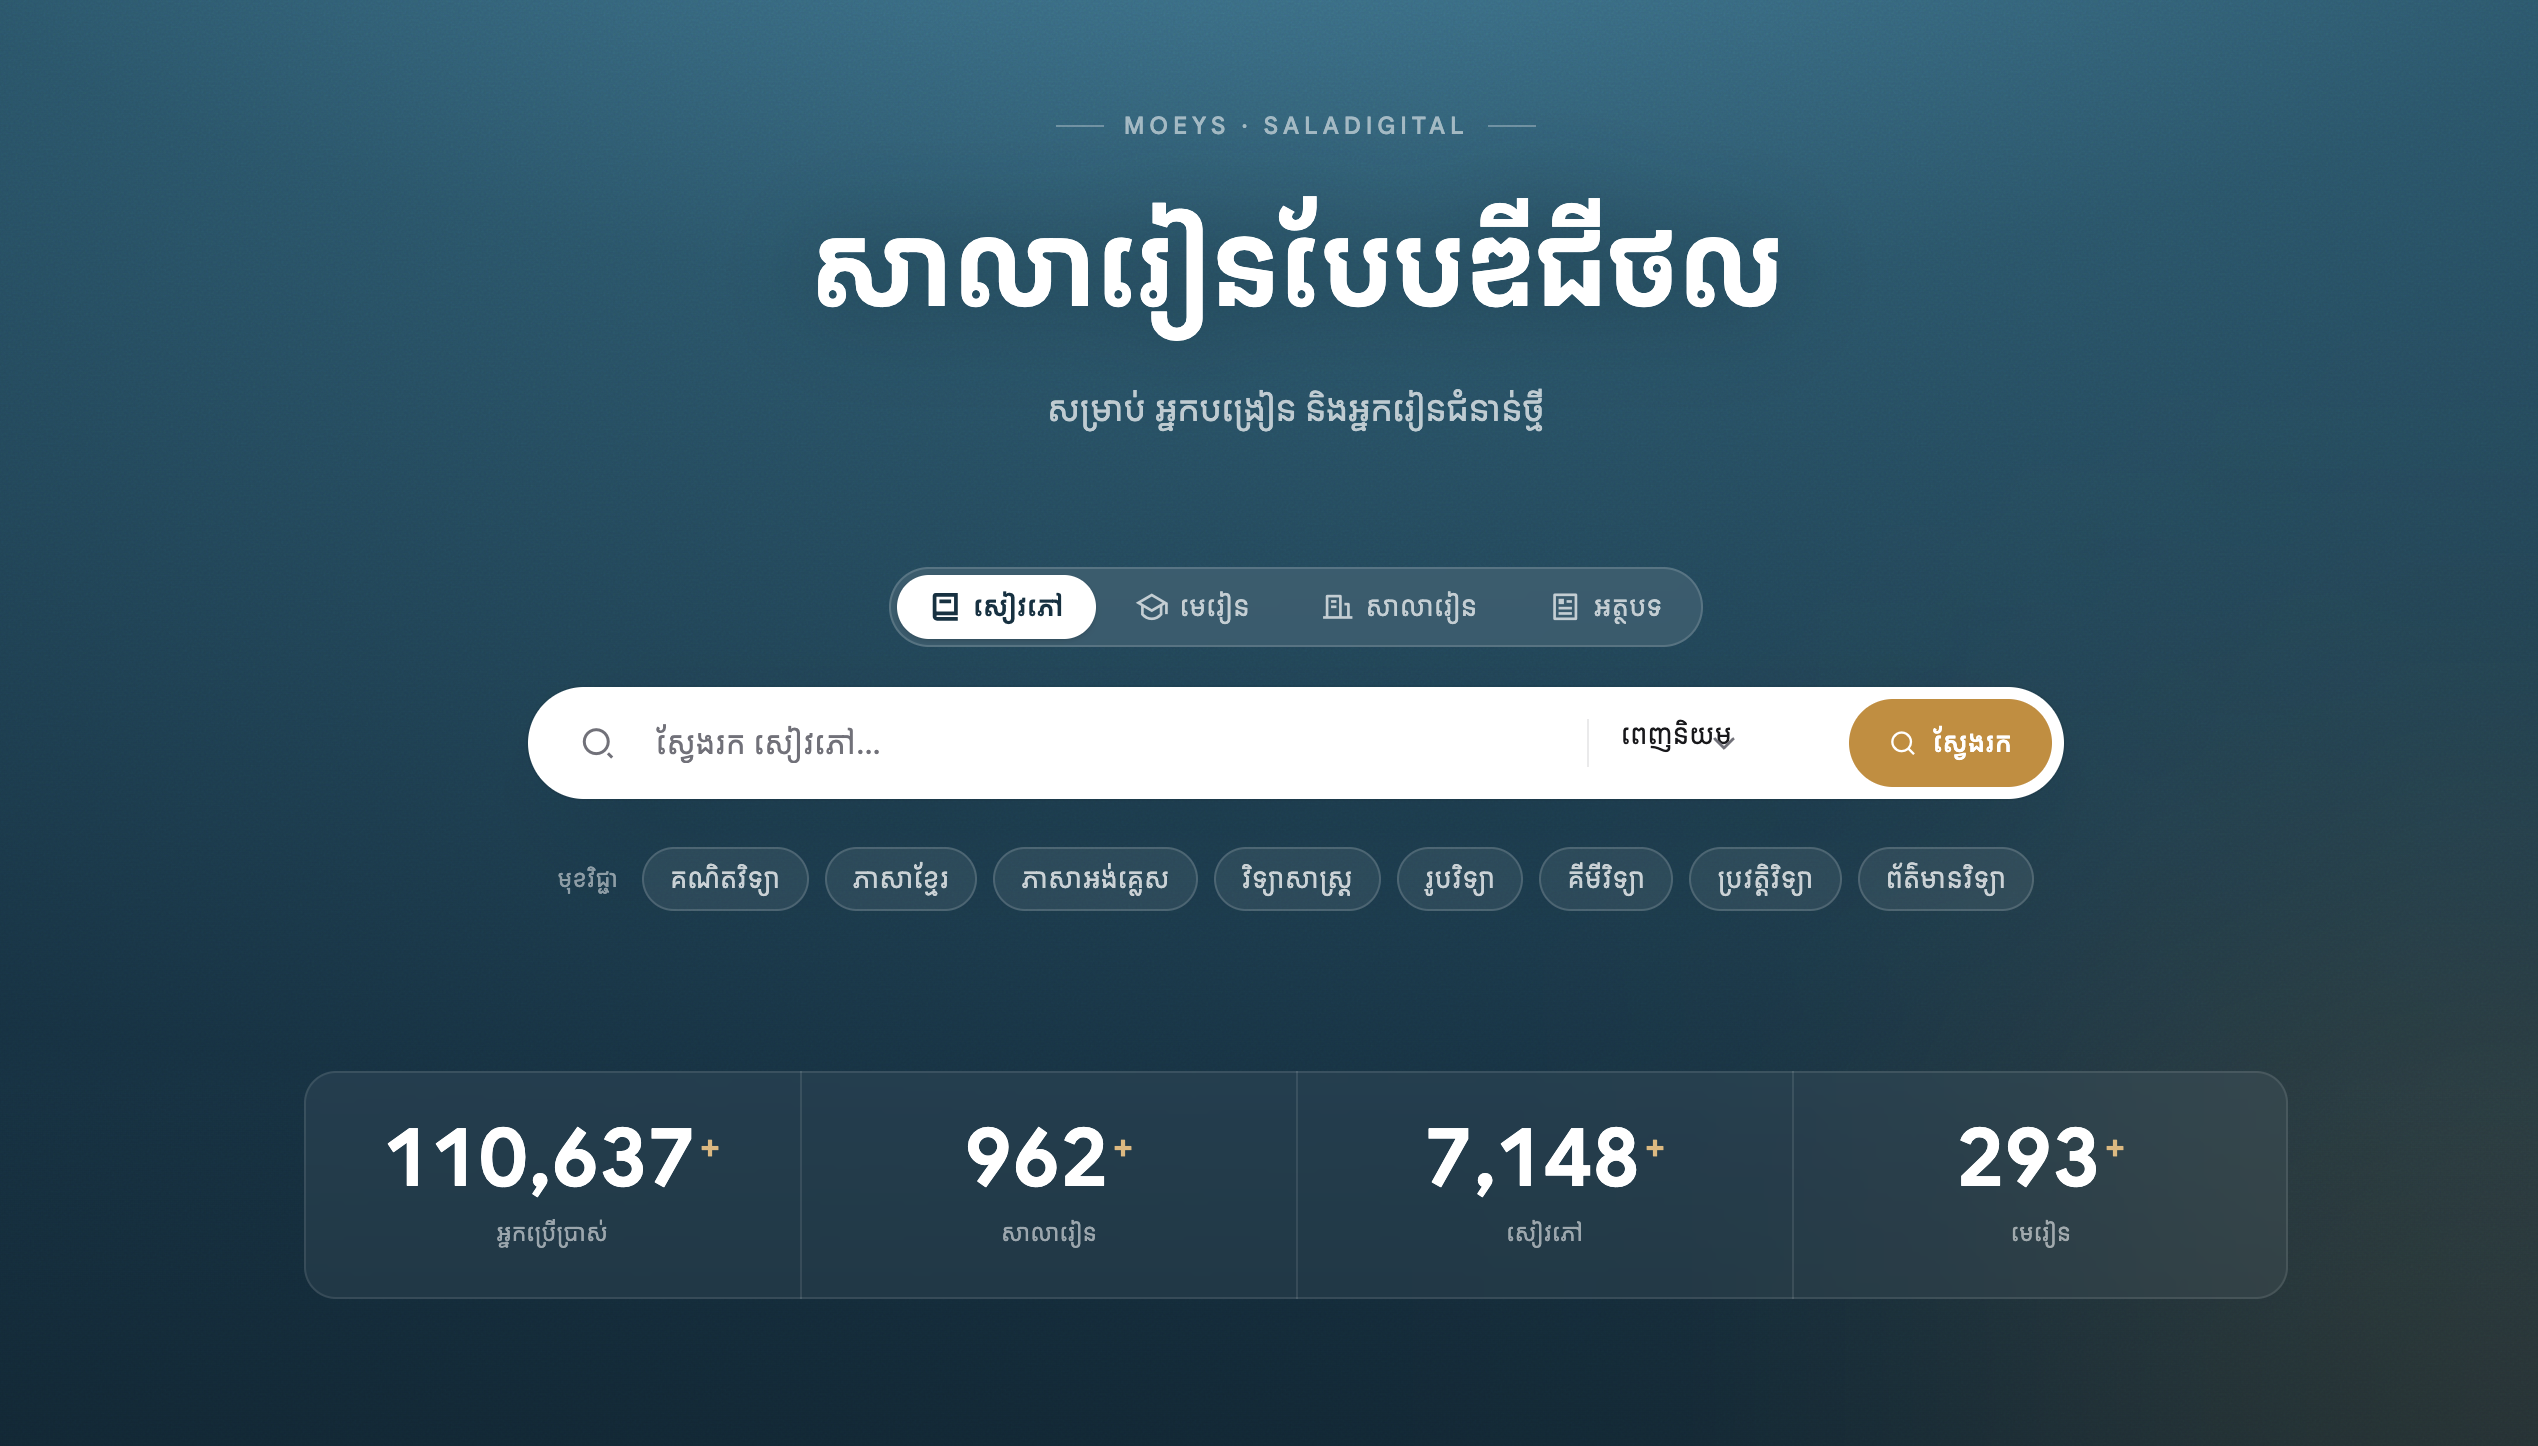 MOEYS · SALADIGITAL
សាលារៀនបែបឌីជីថល
សម្រាប់ អ្នកបង្រៀន និងអ្នករៀនជំនាន់ថ្មី
សៀវភៅ មេរៀន សាលារៀន អត្ថបទ
ស្វែងរក សៀវភៅ... ពេញនិយម ស្វែងរក
មុខវិជ្ជា គណិតវិទ្យា ភាសាខ្មែរ ភាសាអង់គ្លេស វិទ្យាសាស្ត្រ រូបវិទ្យា គីមីវិទ្យា ប្រវត្តិវិទ្យា ព័ត៌មានវិទ្យា
110,637+ 962+ 7,148+ 293+
អ្នកប្រើប្រាស់ សាលារៀន សៀវភៅ មេរៀន